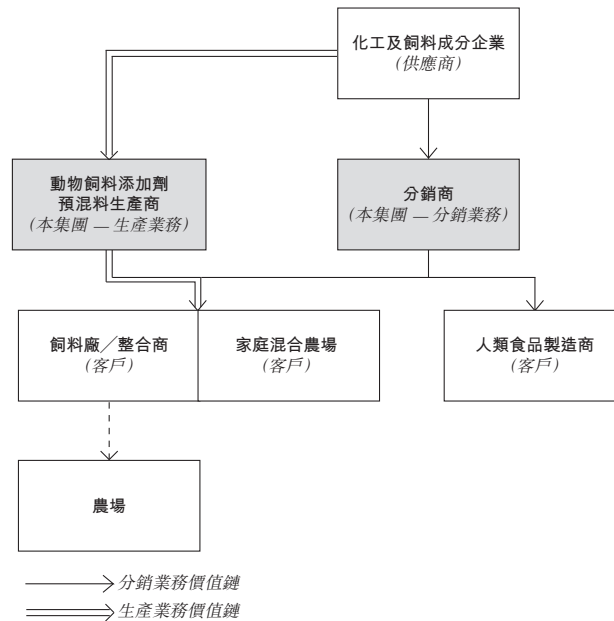 化工及飼料成分企業
(供應商)
動物飼料添加劑
預混料生產商
(本集團 — 生產業務)
分銷商
(本集團 — 分銷業務)
飼料廠／整合商
(客戶)
家庭混合農場
(客戶)
人類食品製造商
(客戶)
農場
分銷業務價值鏈
生產業務價值鏈